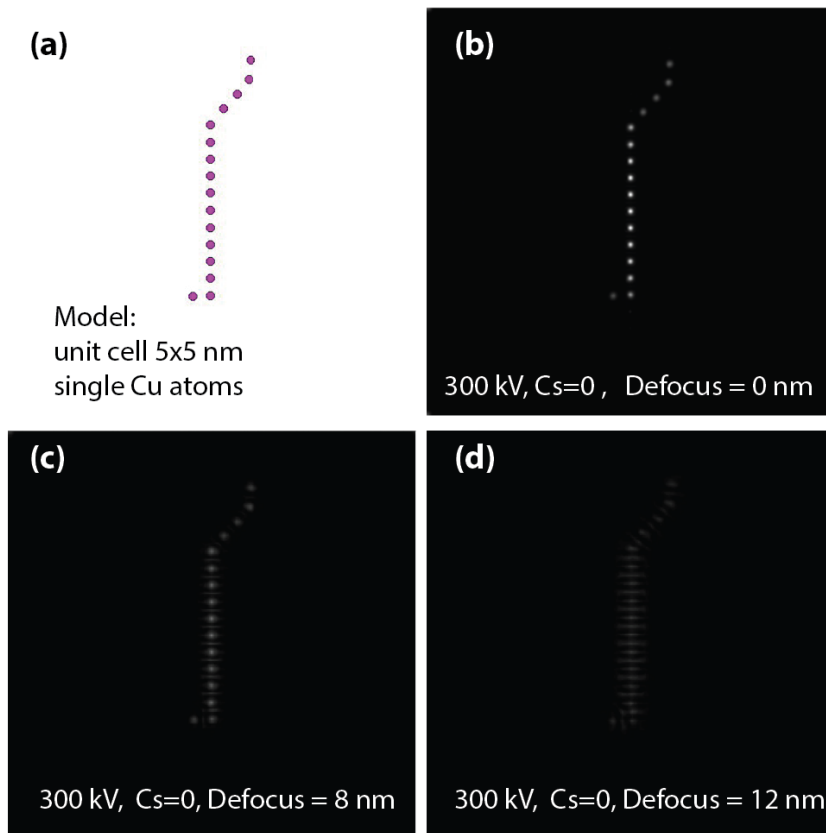 (a)
Model:
unit cell 5x5 nm
single Cu atoms
(b)
300 kV, Cs=0 , Defocus = 0 nm
(c)
300 kV, Cs=0, Defocus = 8 nm
(d)
300 kV, Cs=0, Defocus = 12 nm